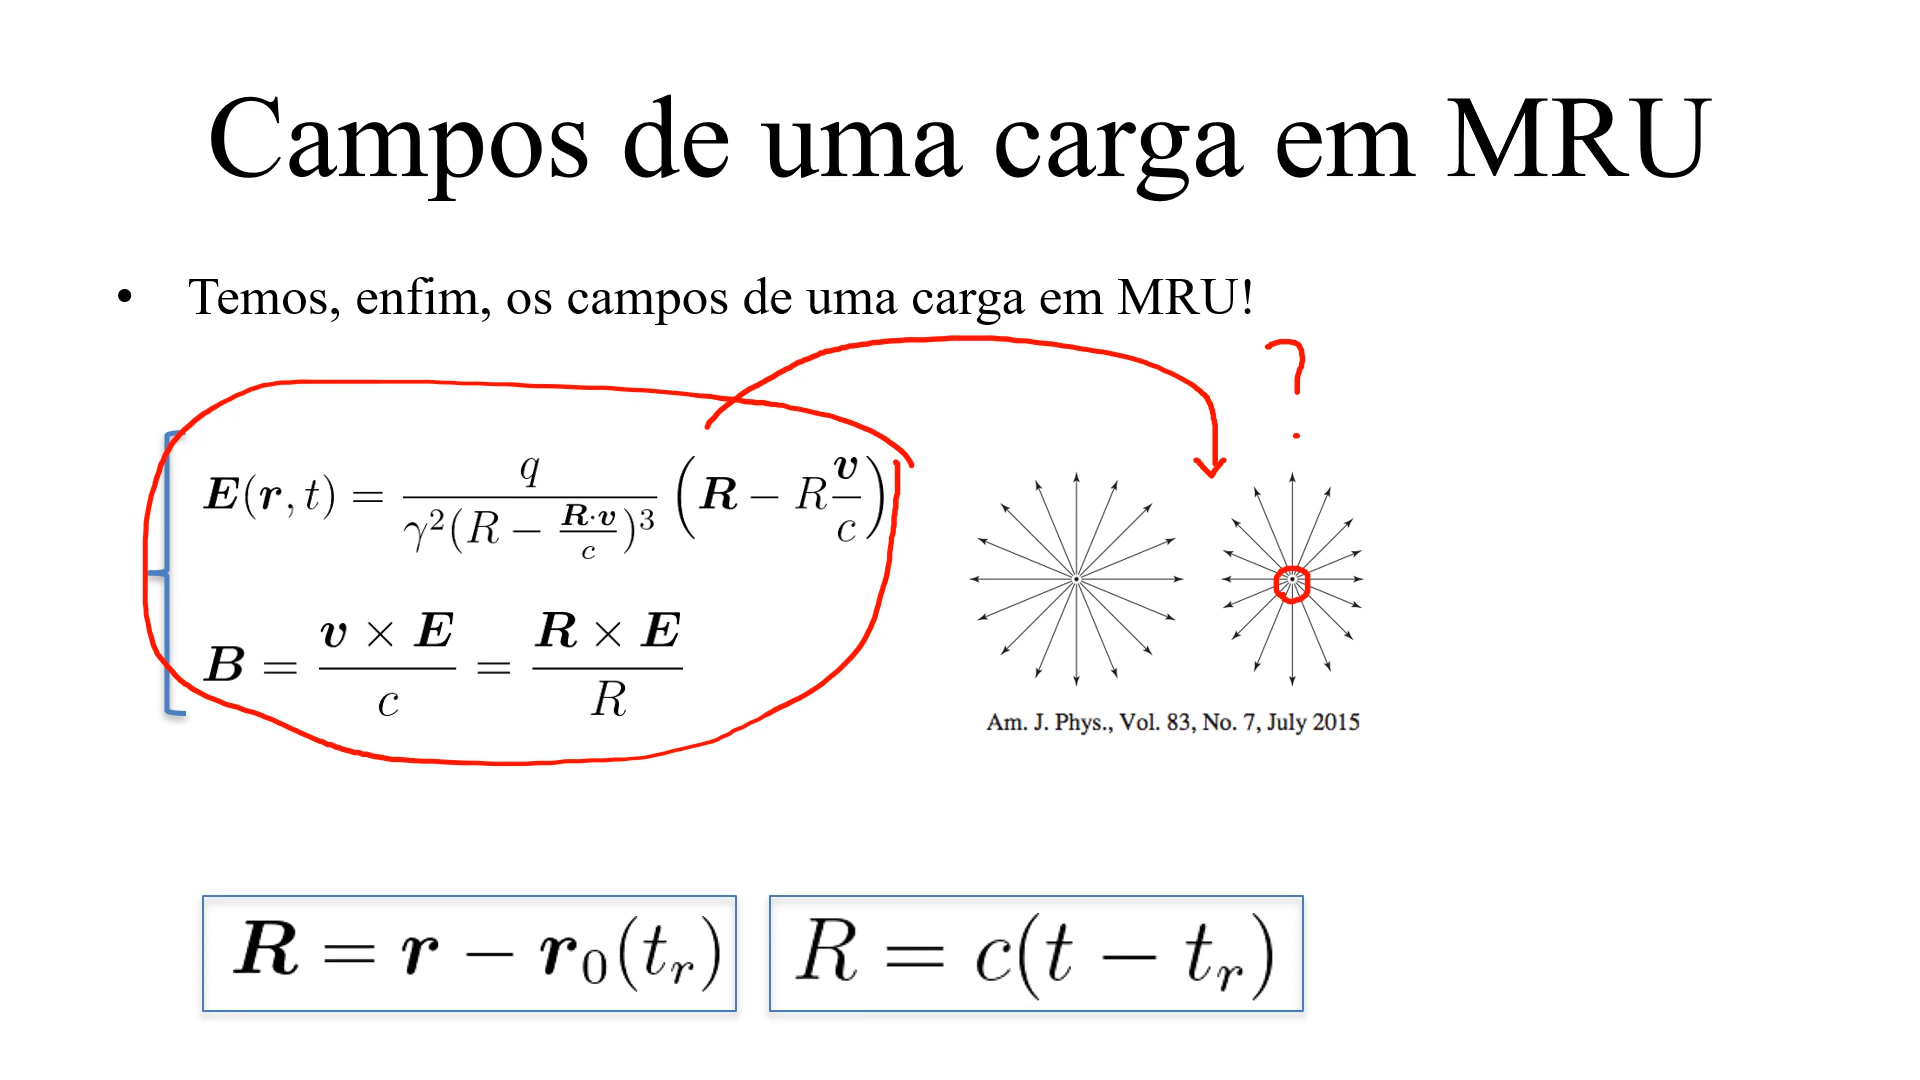 Campos de uma carga em MRU
• Temos, enfim, os campos de uma carga em MRU!
?
E(r, t) = q / (γ²(R − R·v/c)³) (R − R v/c)
B = v × E / c = R × E / R
Am. J. Phys., Vol. 83, No. 7, July 2015
R = r − r₀(tᵣ)
R = c(t − tᵣ)